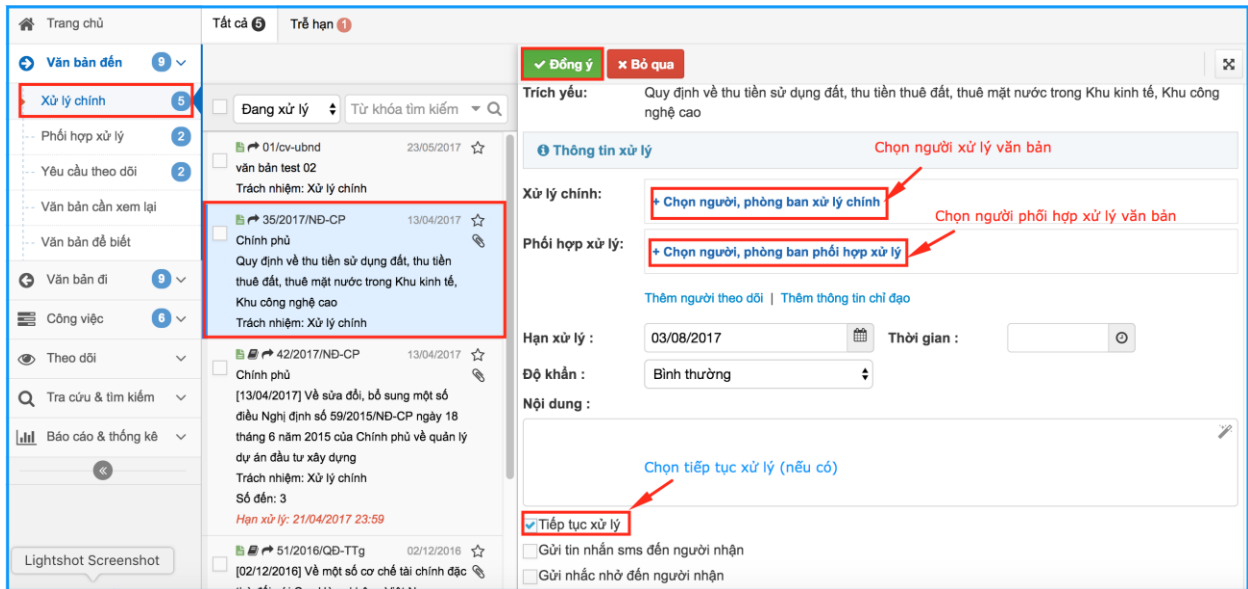 Trang chủ
Văn bản đến 9
Xử lý chính 5
Phối hợp xử lý 2
Yêu cầu theo dõi 2
Văn bản cần xem lại
Văn bản để biết
Văn bản đi 9
Công việc 6
Theo dõi
Tra cứu & tìm kiếm
Báo cáo & thống kê
Lightshot Screenshot
Tất cả 5 Trễ hạn 1
Đang xử lý Từ khóa tìm kiếm
01/cv-ubnd 23/05/2017
văn bản test 02
Trách nhiệm: Xử lý chính
35/2017/NĐ-CP 13/04/2017
Chính phủ
Quy định về thu tiền sử dụng đất, thu tiền
thuê đất, thuê mặt nước trong Khu kinh tế,
Khu công nghệ cao
Trách nhiệm: Xử lý chính
42/2017/NĐ-CP 13/04/2017
Chính phủ
[13/04/2017] Về sửa đổi, bổ sung một số
điều Nghị định số 59/2015/NĐ-CP ngày 18
tháng 6 năm 2015 của Chính phủ về quản lý
dự án đầu tư xây dựng
Trách nhiệm: Xử lý chính
Số đến: 3
Hạn xử lý: 21/04/2017 23:59
51/2016/QĐ-TTg 02/12/2016
[02/12/2016] Về một số cơ chế tài chính đặc
Đồng ý Bỏ qua
Trích yếu: Quy định về thu tiền sử dụng đất, thu tiền thuê đất, thuê mặt nước trong Khu kinh tế, Khu công
nghệ cao
Thông tin xử lý
Chọn người xử lý văn bản
Xử lý chính: + Chọn người, phòng ban xử lý chính
Chọn người phối hợp xử lý văn bản
Phối hợp xử lý: + Chọn người, phòng ban phối hợp xử lý
Thêm người theo dõi | Thêm thông tin chỉ đạo
Hạn xử lý : 03/08/2017 Thời gian :
Độ khẩn : Bình thường
Nội dung :
Chọn tiếp tục xử lý (nếu có)
Tiếp tục xử lý
Gửi tin nhắn sms đến người nhận
Gửi nhắc nhở đến người nhận